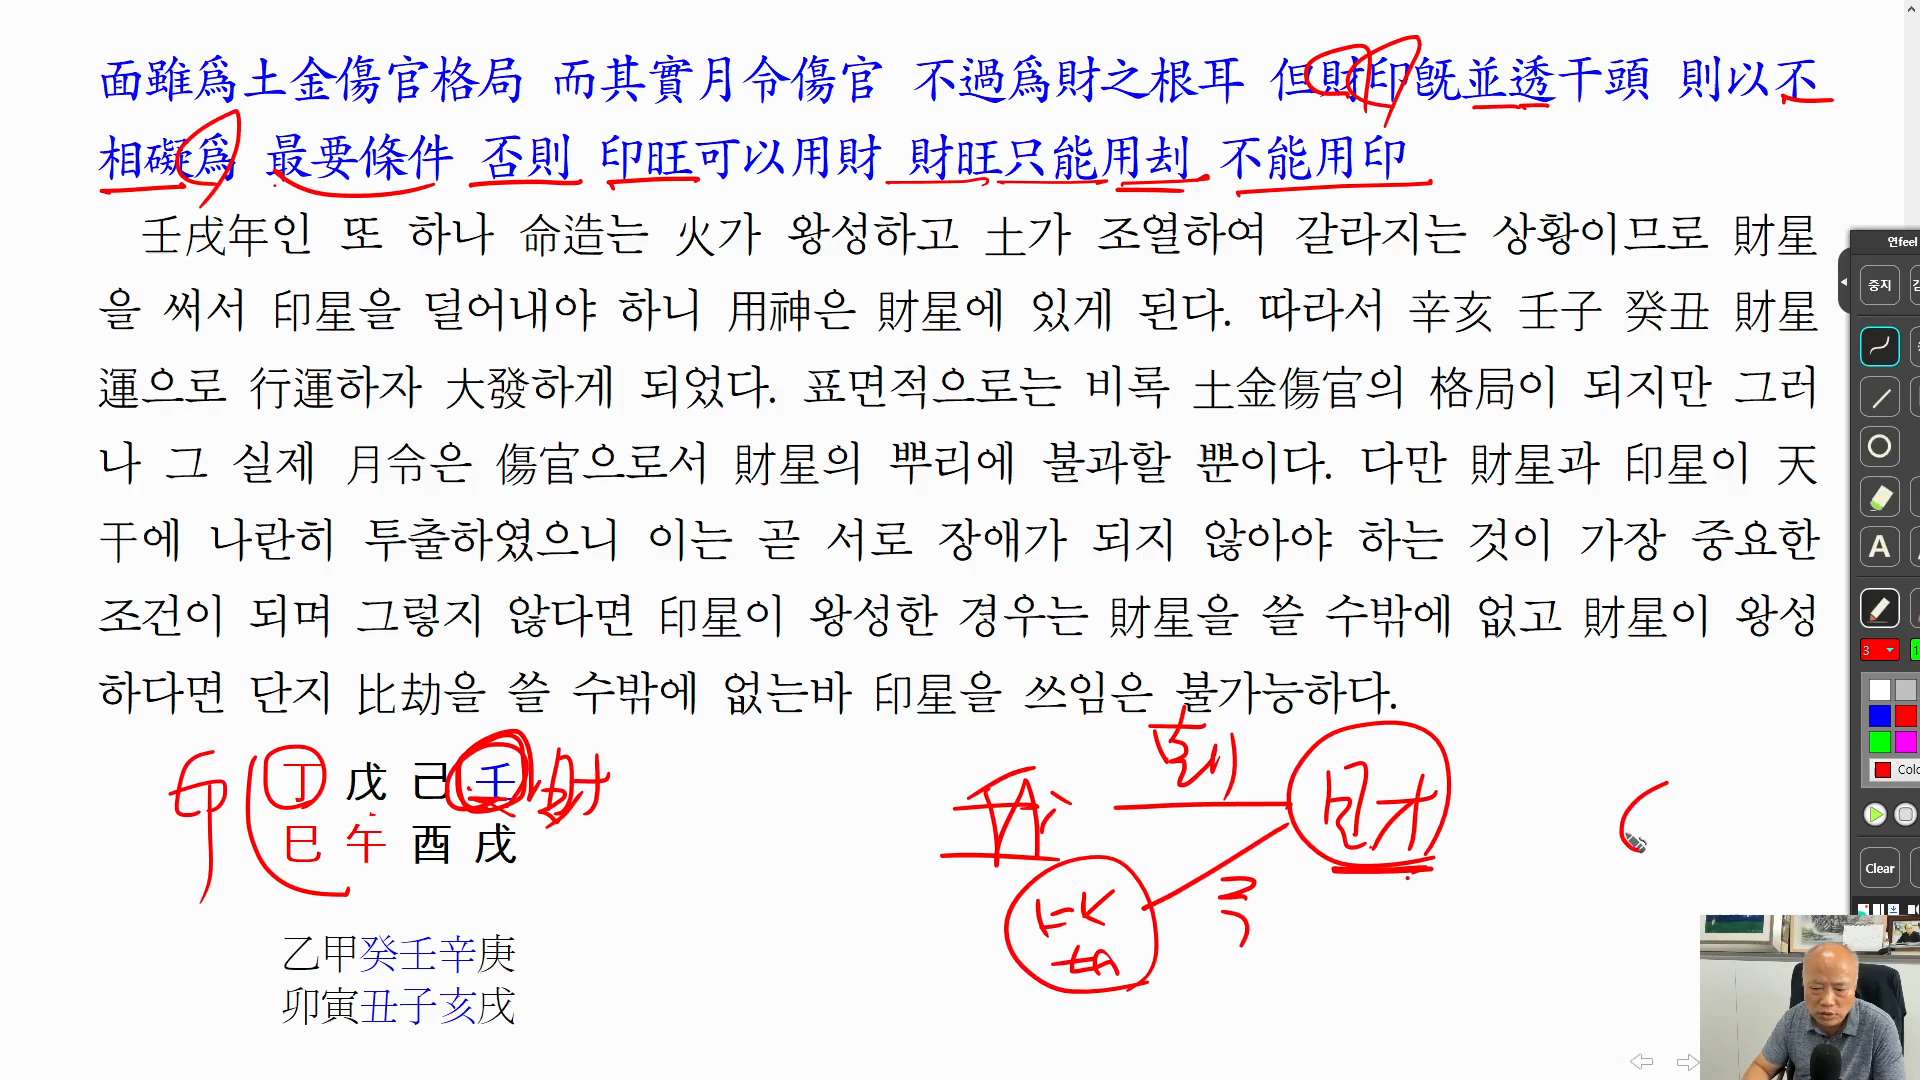 面雖爲土金傷官格局 而其實月令傷官 不過爲財之根耳 但財印旣並透干頭 則以不
相礙爲 最要條件 否則 印旺可以用財 財旺只能用刦 不能用印
壬戌年인 또 하나 命造는 火가 왕성하고 土가 조열하여 갈라지는 상황이므로 財星
을 써서 印星을 덜어내야 하니 用神은 財星에 있게 된다. 따라서 辛亥 壬子 癸丑 財星
運으로 行運하자 大發하게 되었다. 표면적으로는 비록 土金傷官의 格局이 되지만 그러
나 그 실제 月令은 傷官으로서 財星의 뿌리에 불과할 뿐이다. 다만 財星과 印星이 天
干에 나란히 투출하였으니 이는 곧 서로 장애가 되지 않아야 하는 것이 가장 중요한
조건이 되며 그렇지 않다면 印星이 왕성한 경우는 財星을 쓸 수밖에 없고 財星이 왕성
하다면 단지 比劫을 쓸 수밖에 없는바 印星을 쓰임은 불가능하다.
印 丁戊己壬 財
巳午酉戌
乙甲癸壬辛庚
卯寅丑子亥戌
剋
연feel
중지
A
3
1
Clear